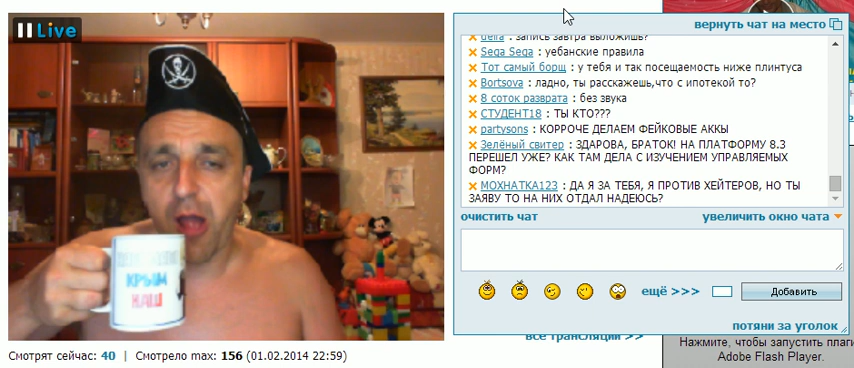 Live
КРЫМ
НАШ
Смотрят сейчас: 40 | Смотрело max: 156 (01.02.2014 22:59)
вернуть чат на место
defra : запись завтра выложишь?
Sega Sega : уебанские правила
Тот самый борщ : у тебя и так посещаемость ниже плинтуса
Bortsova : ладно, ты расскажешь,что с ипотекой то?
8 соток разврата : без звука
СТУДЕНТ18 : ТЫ КТО???
partysons : КОРРОЧЕ ДЕЛАЕМ ФЕЙКОВЫЕ АККЫ
Зелёный свитер : ЗДАРОВА, БРАТОК! НА ПЛАТФОРМУ 8.3
ПЕРЕШЕЛ УЖЕ? КАК ТАМ ДЕЛА С ИЗУЧЕНИЕМ УПРАВЛЯЕМЫХ
ФОРМ?
МОХНАТКА123 : ДА Я ЗА ТЕБЯ, Я ПРОТИВ ХЕЙТЕРОВ, НО ТЫ
ЗАЯВУ ТО НА НИХ ОТДАЛ НАДЕЮСЬ?
очистить чат
увеличить окно чата
ещё >>>
Добавить
потяни за уголок
все трансляции >>
Нажмите, чтобы запустить плаги
Adobe Flash Player.